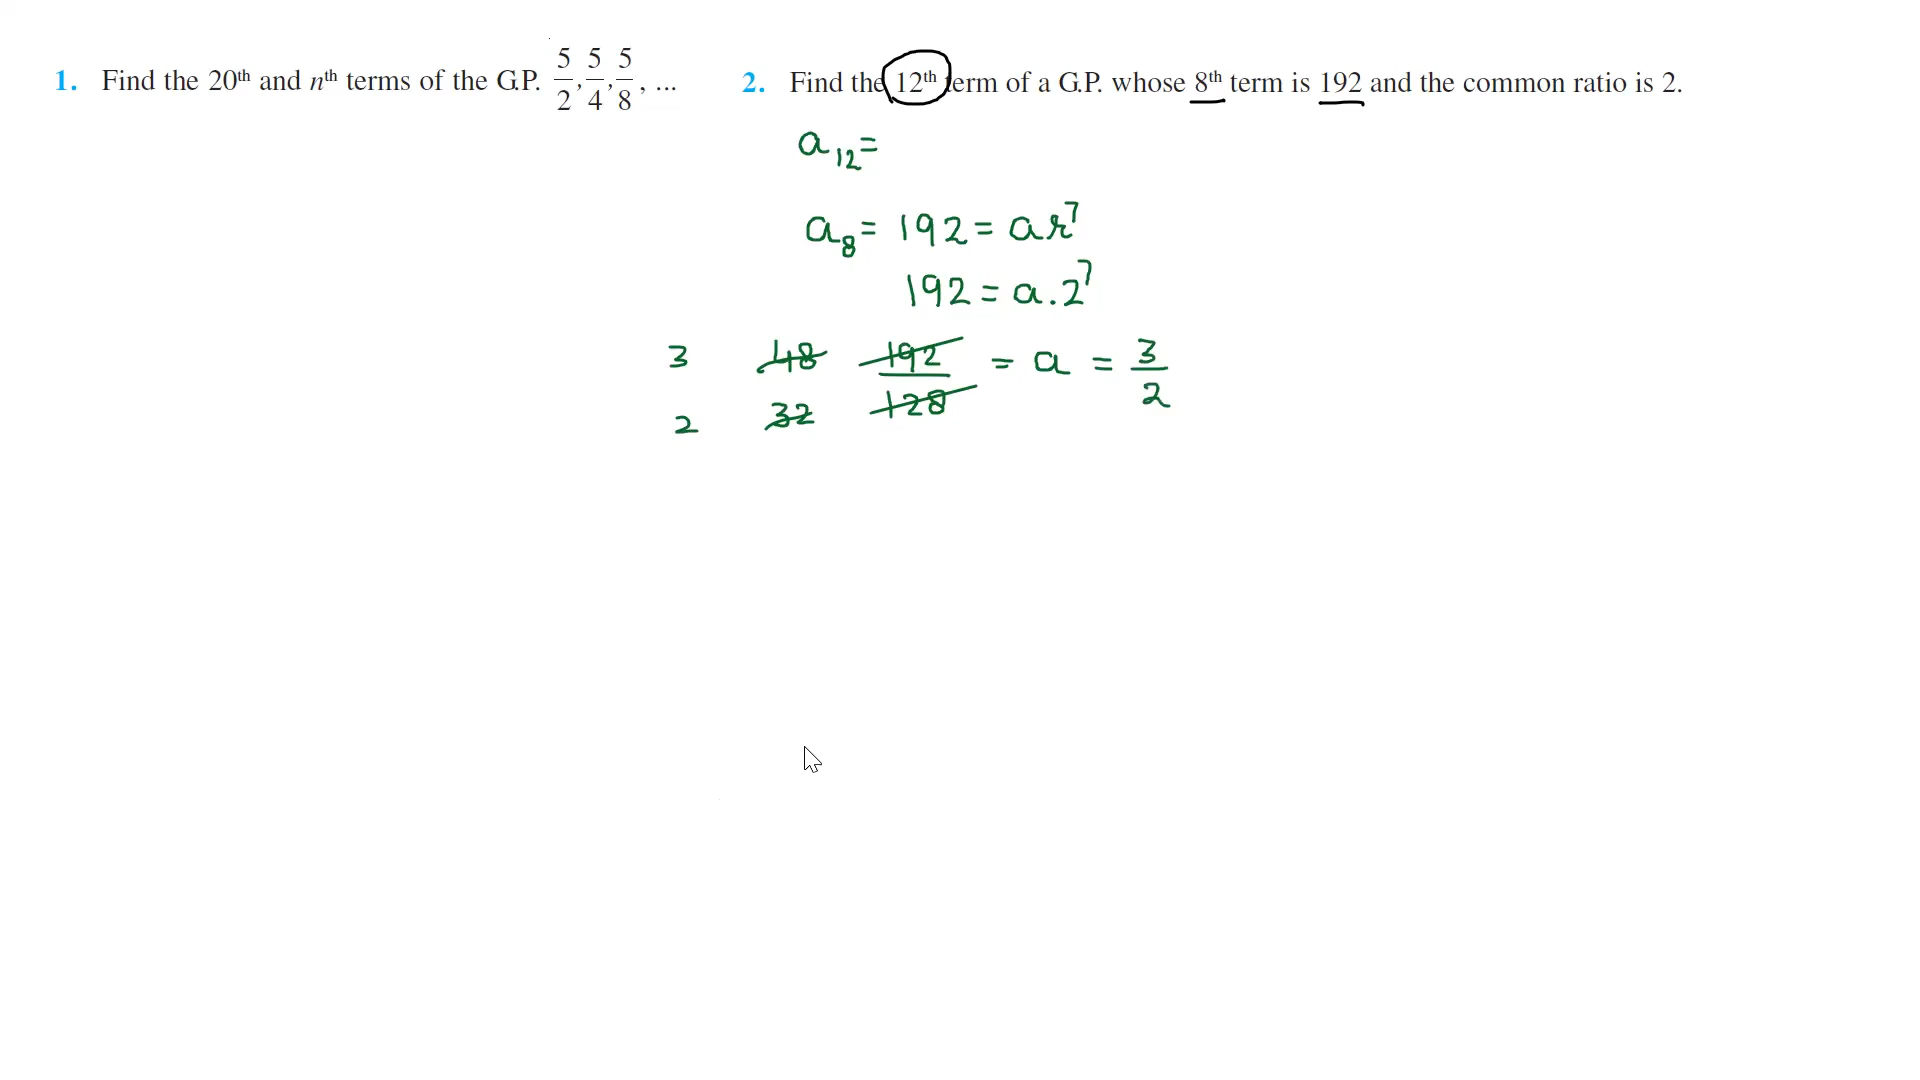 1. Find the 20th and nth terms of the G.P. 5/2, 5/4, 5/8, ...
2. Find the 12th term of a G.P. whose 8th term is 192 and the common ratio is 2.
a₁₂ =
a₈ = 192 = ar⁷
192 = a.2⁷
3 48 192/128 = a = 3/2
2 32